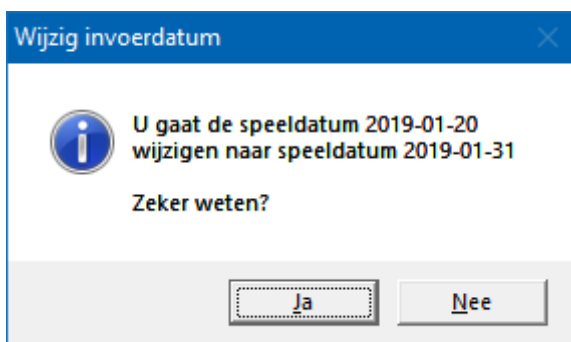 Wijzig invoerdatum
U gaat de speeldatum 2019-01-20
wijzigen naar speeldatum 2019-01-31
Zeker weten?
Ja
Nee